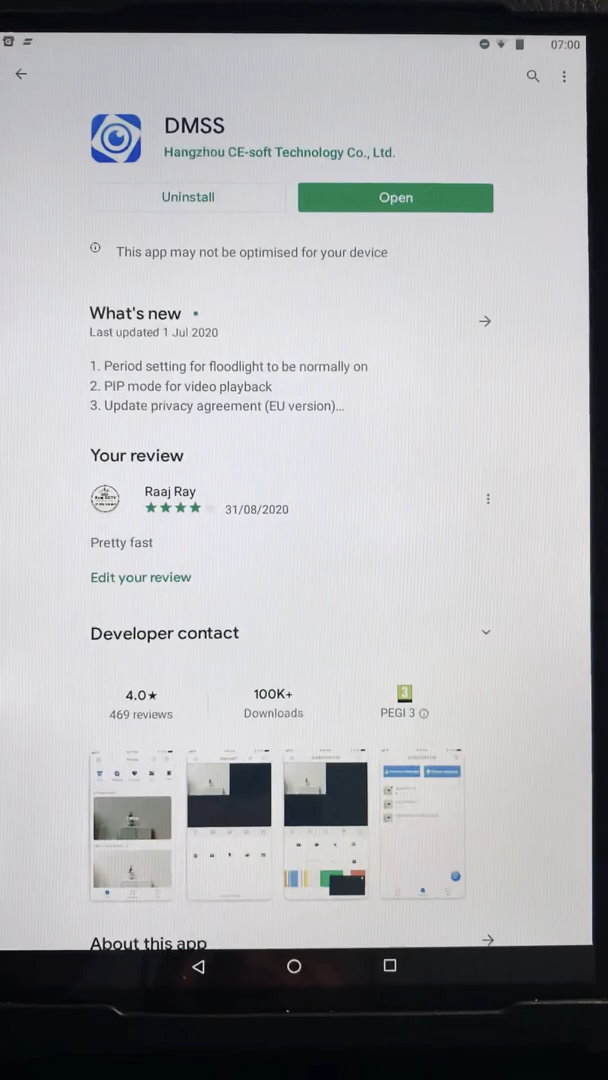 07:00
DMSS
Hangzhou CE-soft Technology Co., Ltd.
Uninstall
Open
This app may not be optimised for your device
What's new
Last updated 1 Jul 2020
1. Period setting for floodlight to be normally on
2. PIP mode for video playback
3. Update privacy agreement (EU version)...
Your review
Raaj Ray
31/08/2020
Pretty fast
Edit your review
Developer contact
4.0★
469 reviews
100K+
Downloads
3
PEGI 3
About this app